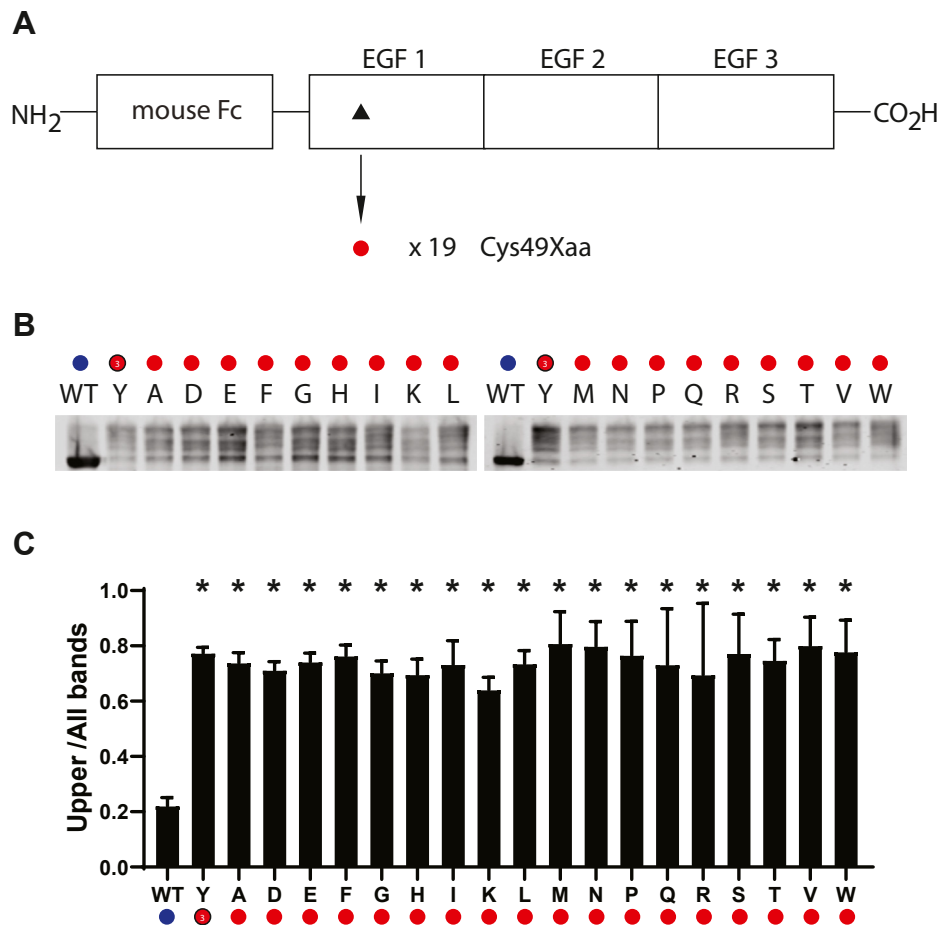 A
EGF 1 EGF 2 EGF 3
NH2 mouse Fc CO2H
x 19 Cys49Xaa
B
3 3
WT Y A D E F G H I K L WT Y M N P Q R S T V W
C
* * * * * * * * * * * * * * * * * * *
1.0
0.8
0.6
0.4
0.2
0.0
Upper /All bands
WT Y A D E F G H I K L M N P Q R S T V W
3